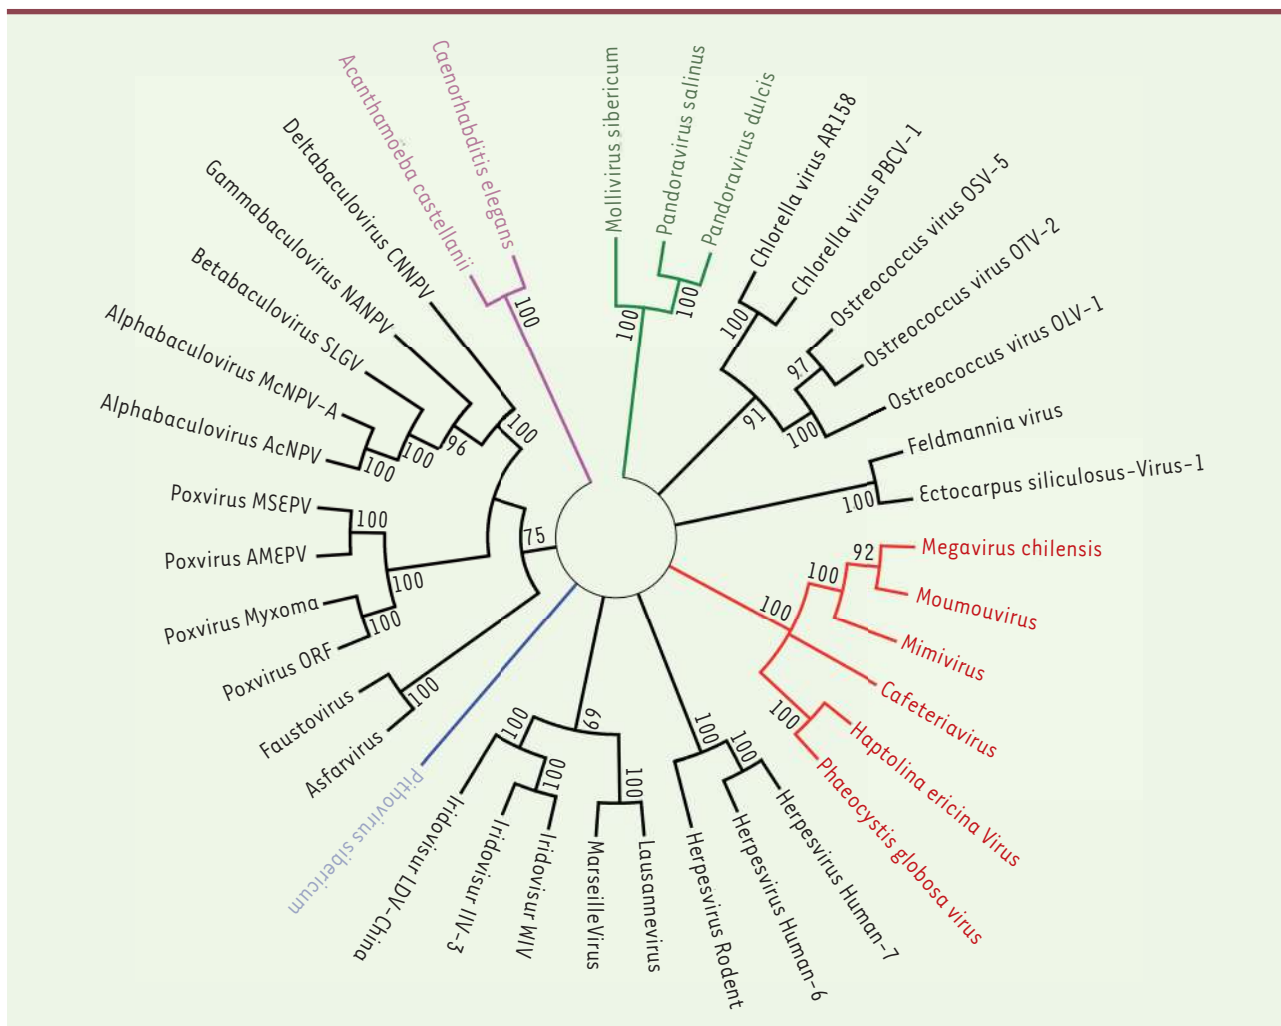 Caenorhabditis elegans
Acanthamoeba castellanii
100
Mollivirus sibericum
Pandoravirus salinus
Pandoravirus dulcis
100
100
Chlorella virus AR158
Chlorella virus PBCV-1
100
Ostreococcus virus OSV-5
Ostreococcus virus OTV-2
97
Ostreococcus virus OLV-1
100
91
Feldmannia virus
Ectocarpus siliculosus-Virus-1
100
Megavirus chilensis
92
Moumouvirus
100
Mimivirus
100
Cafeteriavirus
Haptolina ericina Virus
100
Phaeocystis globosa virus
Herpesvirus Human-7
100
Herpesvirus Human-6
100
Herpesvirus Rodent
Lausannevirus
100
MarseilleVirus
69
Iridovisur WIV
100
Iridovisur IIV-3
100
Iridovisur LDV-China
Pithovirus sibericum
Asfarvirus
100
Faustovirus
75
Poxvirus ORF
100
Poxvirus Myxoma
100
Poxvirus AMEPV
100
Poxvirus MSEPV
Alphabaculovirus AcNPV
100
Alphabaculovirus McNPV-A
100
Betabaculovirus SLGV
96
Gammabaculovirus NANPV
100
Deltabaculovirus CNNPV